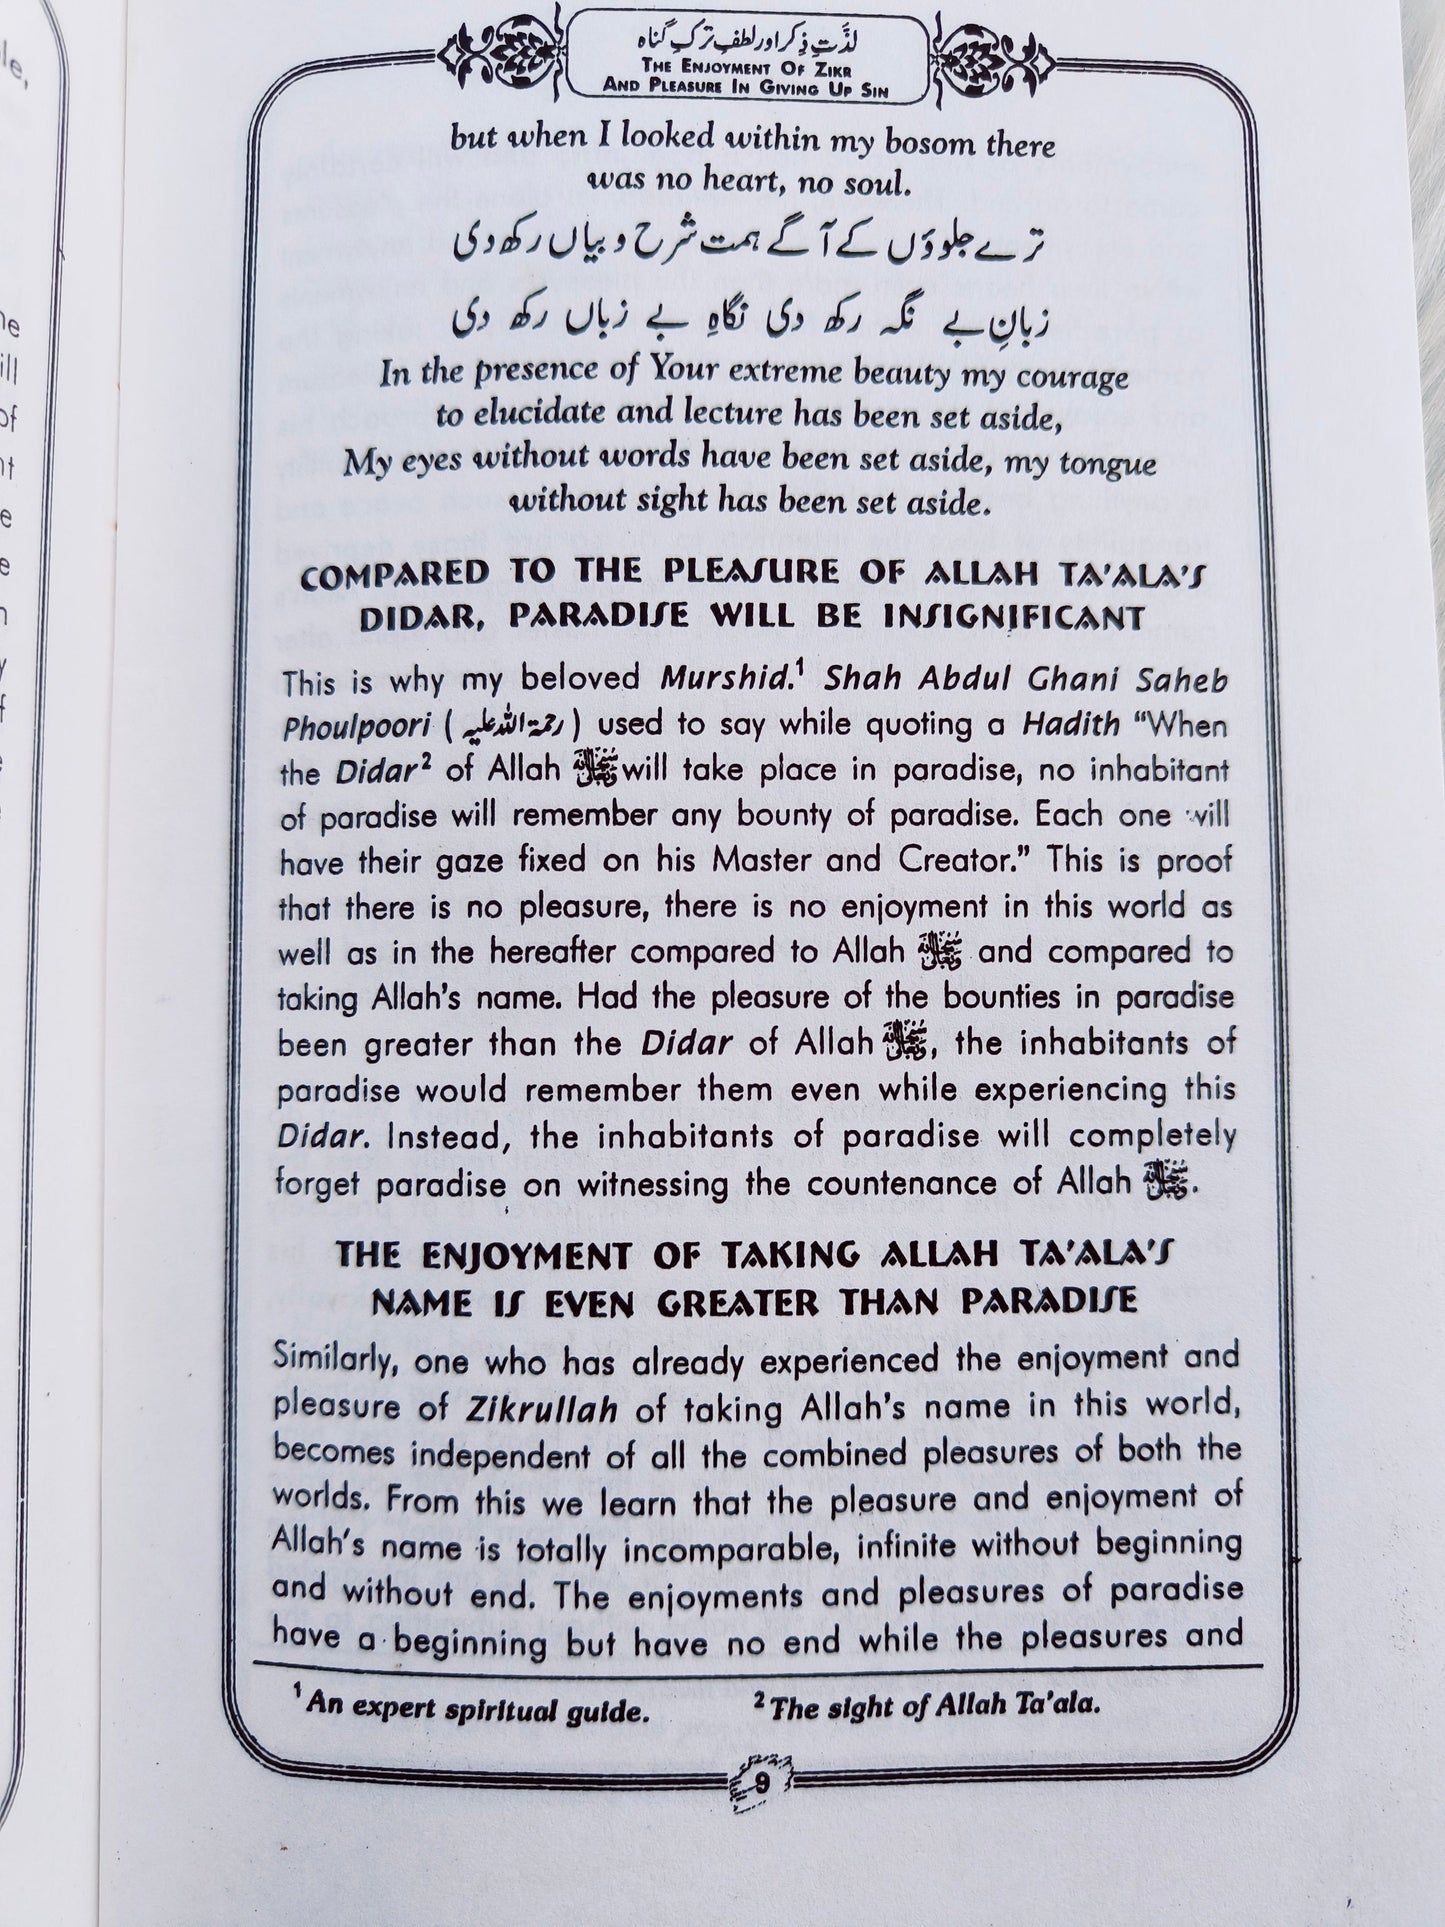 لذّتِ ذکر اور لطفِ ترکِ گناہ
THE ENJOYMENT OF ZIKR
AND PLEASURE IN GIVING UP SIN
but when I looked within my bosom there
was no heart, no soul.
ترے جلوؤں کے آگے ہمت شرح و بیاں رکھ دی
زبانِ بے نگہ رکھ دی نگاہِ بے زباں رکھ دی
In the presence of Your extreme beauty my courage
to elucidate and lecture has been set aside,
My eyes without words have been set aside, my tongue
without sight has been set aside.
COMPARED TO THE PLEASURE OF ALLAH TA'ALA'S
DIDAR, PARADISE WILL BE INSIGNIFICANT
This is why my beloved Murshid.¹ Shah Abdul Ghani Saheb
Phoulpoori (رحمۃ اللہ علیہ) used to say while quoting a Hadith “When
the Didar² of Allah will take place in paradise, no inhabitant
of paradise will remember any bounty of paradise. Each one will
have their gaze fixed on his Master and Creator.” This is proof
that there is no pleasure, there is no enjoyment in this world as
well as in the hereafter compared to Allah and compared to
taking Allah's name. Had the pleasure of the bounties in paradise
been greater than the Didar of Allah , the inhabitants of
paradise would remember them even while experiencing this
Didar. Instead, the inhabitants of paradise will completely
forget paradise on witnessing the countenance of Allah .
THE ENJOYMENT OF TAKING ALLAH TA'ALA'S
NAME IS EVEN GREATER THAN PARADISE
Similarly, one who has already experienced the enjoyment and
pleasure of Zikrullah of taking Allah's name in this world,
becomes independent of all the combined pleasures of both the
worlds. From this we learn that the pleasure and enjoyment of
Allah's name is totally incomparable, infinite without beginning
and without end. The enjoyments and pleasures of paradise
have a beginning but have no end while the pleasures and
¹ An expert spiritual guide. ² The sight of Allah Ta'ala.
9